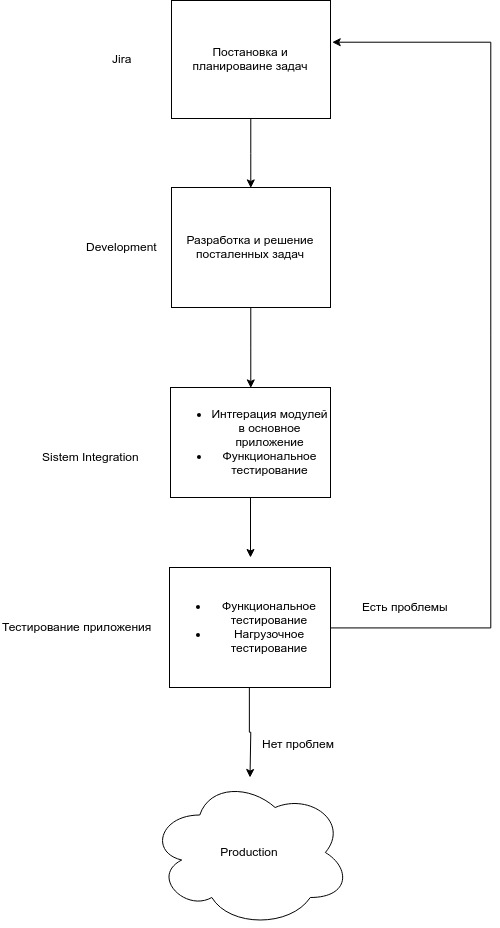 Jira
Постановка и
планироваине задач
Development
Разработка и решение
посталенных задач
Sistem Integration
Интгерация модулей
в основное
приложение
Функциональное
тестирование
Тестирование приложения
Функциональное
тестирование
Нагрузочное
тестирование
Есть проблемы
Нет проблем
Production